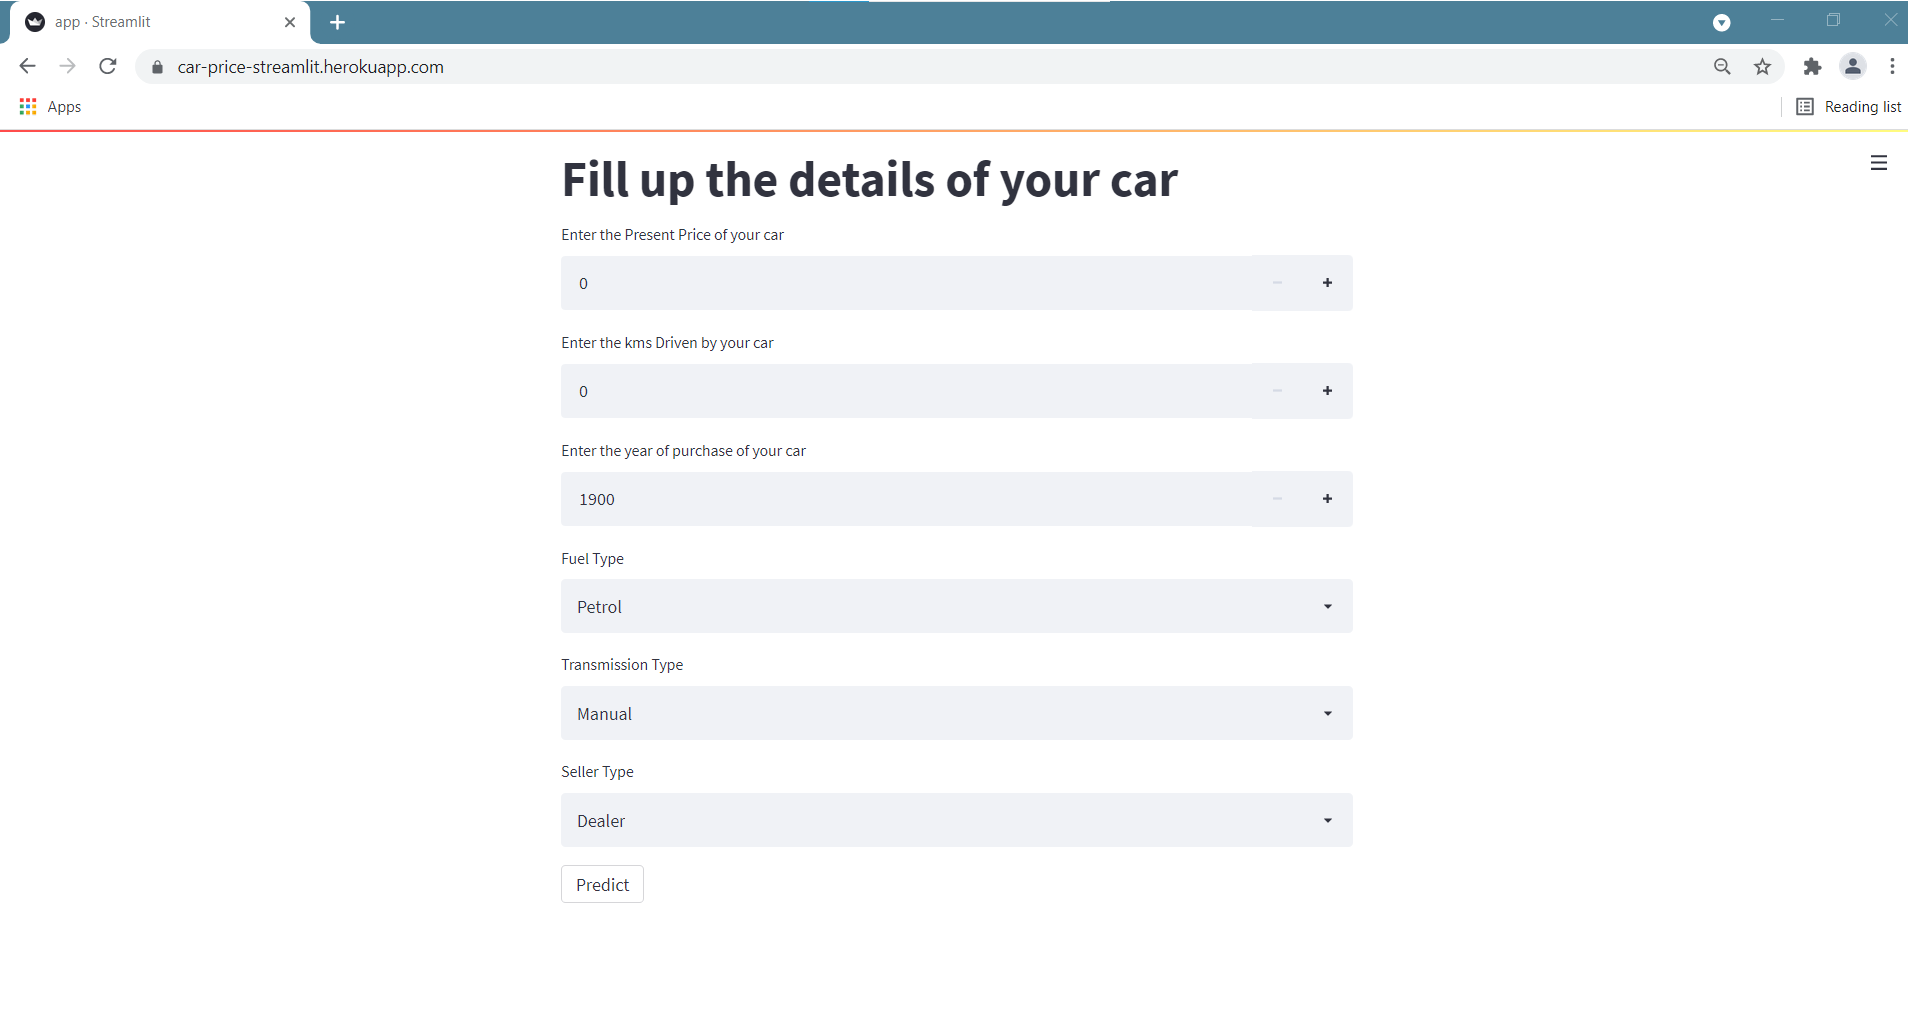 app · Streamlit
car-price-streamlit.herokuapp.com
Apps
Reading list
Fill up the details of your car
Enter the Present Price of your car
0
Enter the kms Driven by your car
0
Enter the year of purchase of your car
1900
Fuel Type
Petrol
Transmission Type
Manual
Seller Type
Dealer
Predict